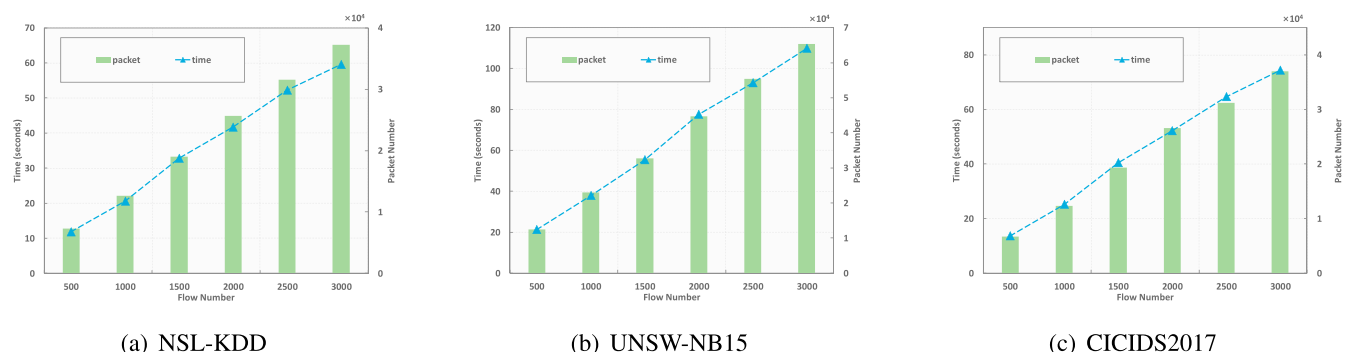 ×10⁴
70
60
50
40
30
20
10
0
Time (seconds)
packet
time
4
3
2
1
0
Packet Number
500 1000 1500 2000 2500 3000
Flow Number
(a) NSL-KDD
×10⁴
120
100
80
60
40
20
0
Time (seconds)
packet
time
7
6
5
4
3
2
1
0
Packet Number
500 1000 1500 2000 2500 3000
Flow Number
(b) UNSW-NB15
×10⁴
80
60
40
20
0
Time (seconds)
packet
time
4
3
2
1
0
Packet Number
500 1000 1500 2000 2500 3000
Flow Number
(c) CICIDS2017